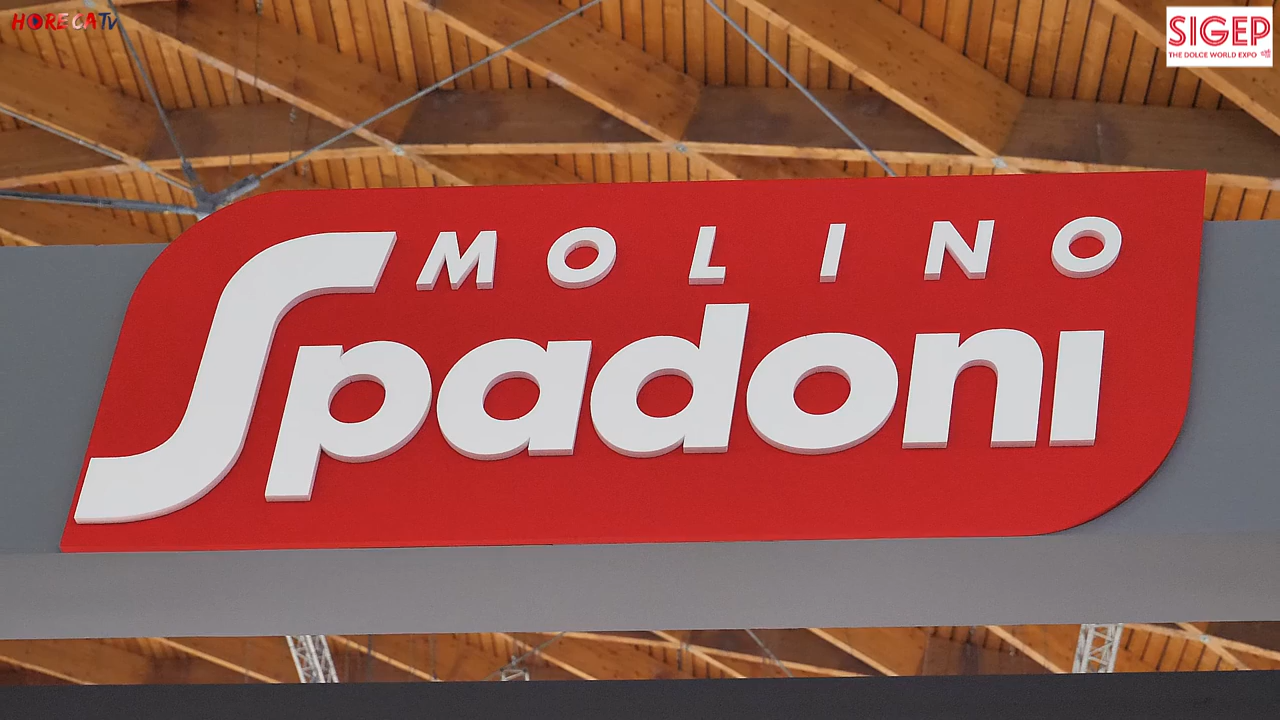 HORECATV
SIGEP
THE DOLCE WORLD EXPO
MOLINO
Spadoni